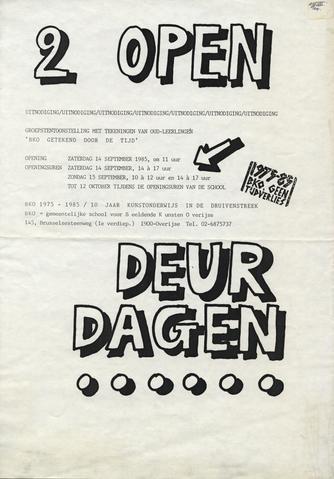 2 OPEN
UITNODIGING/UITNODIGING/UITNODIGING/UITNODIGING/UITNODIGING/UITNODIGING/UITNODIGING
GROEPSTENTOONSTELLING MET TEKENINGEN VAN OUD-LEERLINGEN
'BKO GETEKEND DOOR DE TIJD'
OPENING ZATERDAG 14 SEPTEMBER 1985, om 11 uur
OPENINGSUREN ZATERDAG 14 SEPTEMBER, 14 à 17 uur
ZONDAG 15 SEPTEMBER, 10 à 12 uur en 14 à 17 uur
TOT 12 OKTOBER TIJDENS DE OPENINGSUREN VAN DE SCHOOL
1975-85
BKO GEEN
TIJDVERLIES
BKO 1975 - 1985 / 10 JAAR KUNSTONDERWIJS IN DE DRUIVENSTREEK
BKO = gemeentelijke school voor B eeldende K unsten O verijse
145, Brusselsesteenweg (1e verdiep.) 1900-Overijse Tel. 02-6875737
DEUR
DAGEN